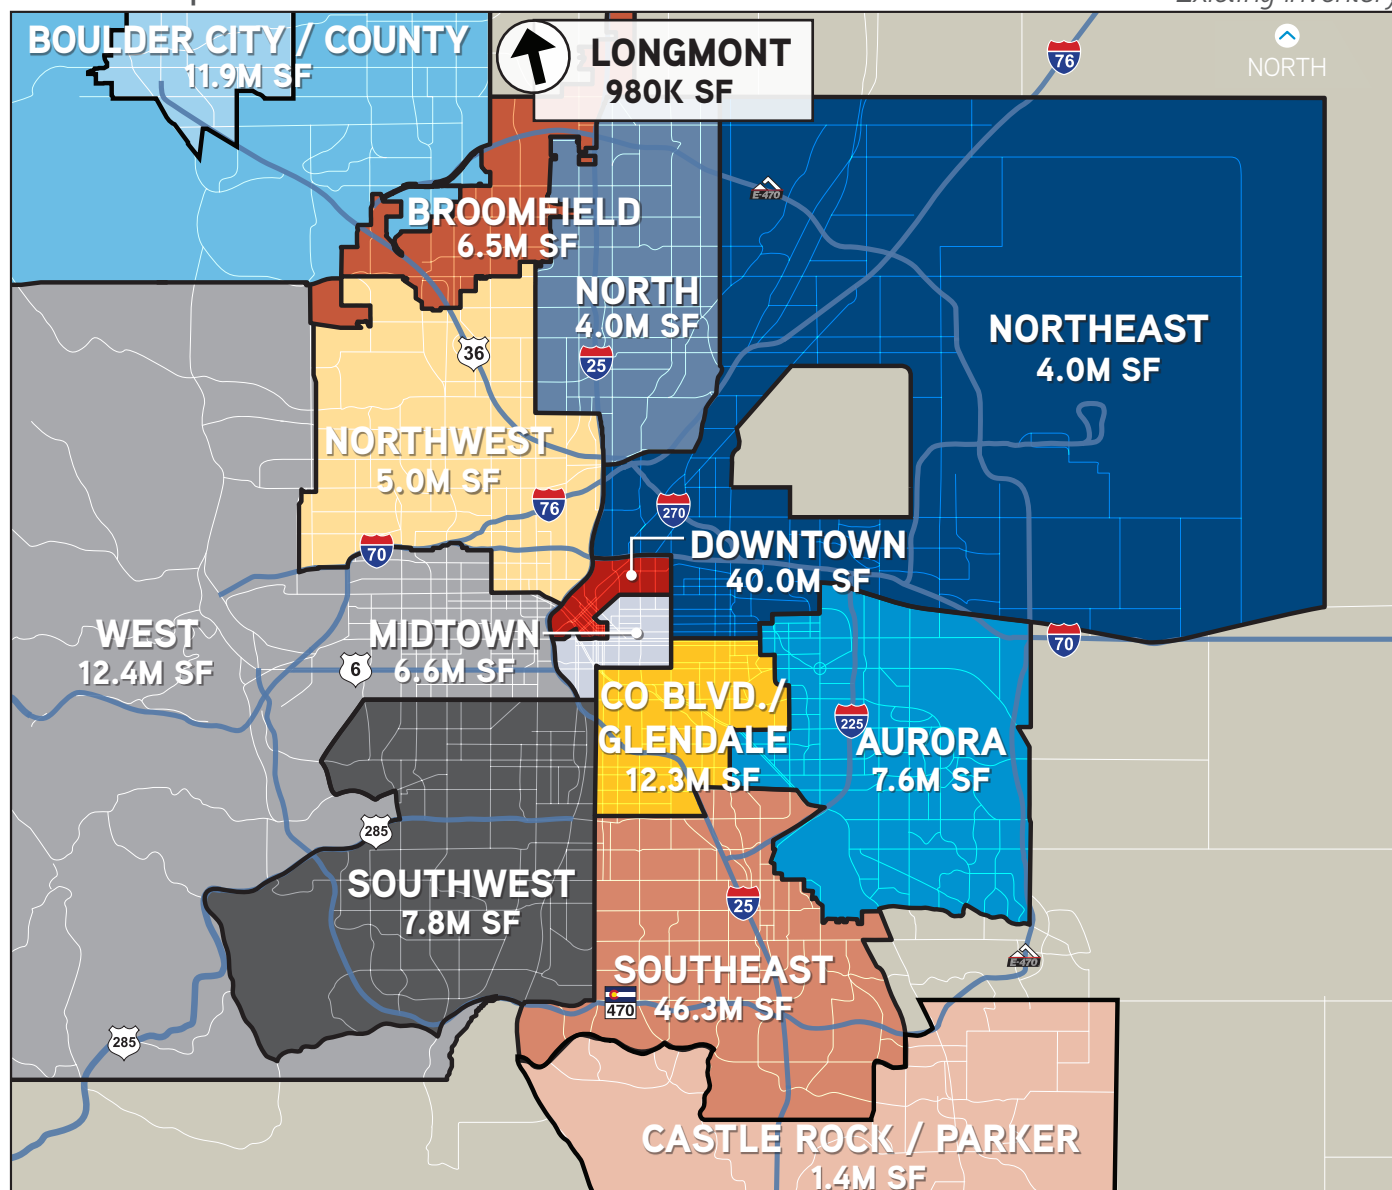 Existing Inventory
BOULDER CITY / COUNTY
11.9M SF
LONGMONT
980K SF
76
NORTH
E-470
BROOMFIELD
6.5M SF
NORTH
4.0M SF
25
36
NORTHEAST
4.0M SF
NORTHWEST
5.0M SF
76
270
70
DOWNTOWN
40.0M SF
WEST
12.4M SF
MIDTOWN
6.6M SF
6
70
CO BLVD./
GLENDALE
12.3M SF
225
AURORA
7.6M SF
285
SOUTHWEST
7.8M SF
25
SOUTHEAST
46.3M SF
470
E-470
285
CASTLE ROCK / PARKER
1.4M SF